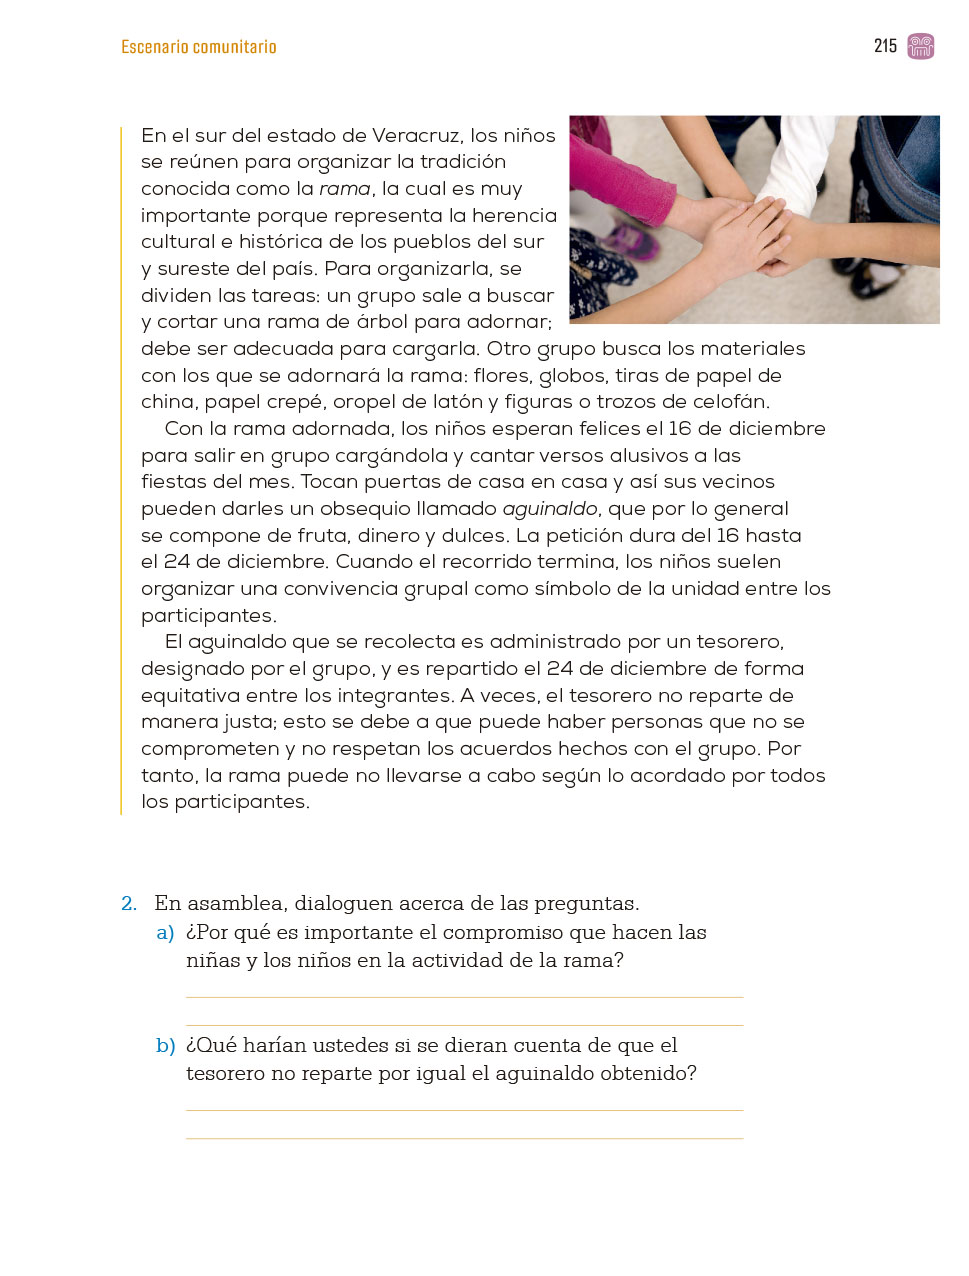 Escenario comunitario
215
En el sur del estado de Veracruz, los niños
se reúnen para organizar la tradición
conocida como la rama, la cual es muy
importante porque representa la herencia
cultural e histórica de los pueblos del sur
y sureste del país. Para organizarla, se
dividen las tareas: un grupo sale a buscar
y cortar una rama de árbol para adornar;
debe ser adecuada para cargarla. Otro grupo busca los materiales
con los que se adornará la rama: flores, globos, tiras de papel de
china, papel crepé, oropel de latón y figuras o trozos de celofán.
Con la rama adornada, los niños esperan felices el 16 de diciembre
para salir en grupo cargándola y cantar versos alusivos a las
fiestas del mes. Tocan puertas de casa en casa y así sus vecinos
pueden darles un obsequio llamado aguinaldo, que por lo general
se compone de fruta, dinero y dulces. La petición dura del 16 hasta
el 24 de diciembre. Cuando el recorrido termina, los niños suelen
organizar una convivencia grupal como símbolo de la unidad entre los
participantes.
El aguinaldo que se recolecta es administrado por un tesorero,
designado por el grupo, y es repartido el 24 de diciembre de forma
equitativa entre los integrantes. A veces, el tesorero no reparte de
manera justa; esto se debe a que puede haber personas que no se
comprometen y no respetan los acuerdos hechos con el grupo. Por
tanto, la rama puede no llevarse a cabo según lo acordado por todos
los participantes.
2. En asamblea, dialoguen acerca de las preguntas.
a) ¿Por qué es importante el compromiso que hacen las
niñas y los niños en la actividad de la rama?
b) ¿Qué harían ustedes si se dieran cuenta de que el
tesorero no reparte por igual el aguinaldo obtenido?